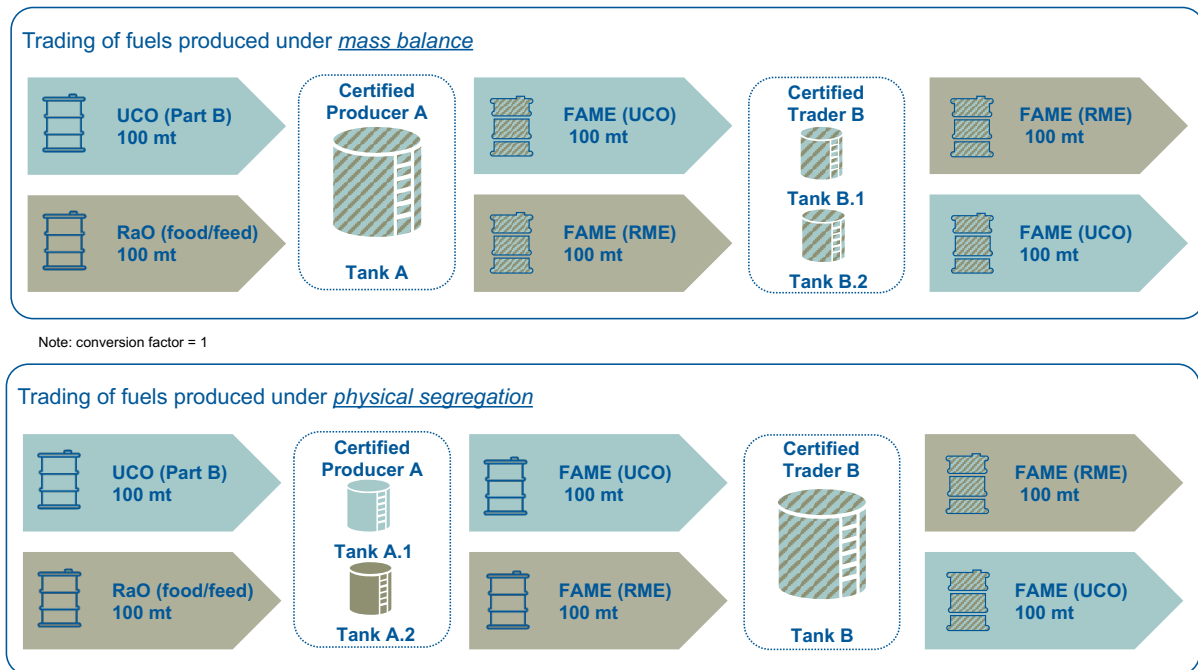 Trading of fuels produced under mass balance
UCO (Part B)
100 mt
RaO (food/feed)
100 mt
Certified
Producer A
Tank A
FAME (UCO)
100 mt
FAME (RME)
100 mt
Certified
Trader B
Tank B.1
Tank B.2
FAME (RME)
100 mt
FAME (UCO)
100 mt
Note: conversion factor = 1
Trading of fuels produced under physical segregation
UCO (Part B)
100 mt
RaO (food/feed)
100 mt
Certified
Producer A
Tank A.1
Tank A.2
FAME (UCO)
100 mt
FAME (RME)
100 mt
Certified
Trader B
Tank B
FAME (RME)
100 mt
FAME (UCO)
100 mt